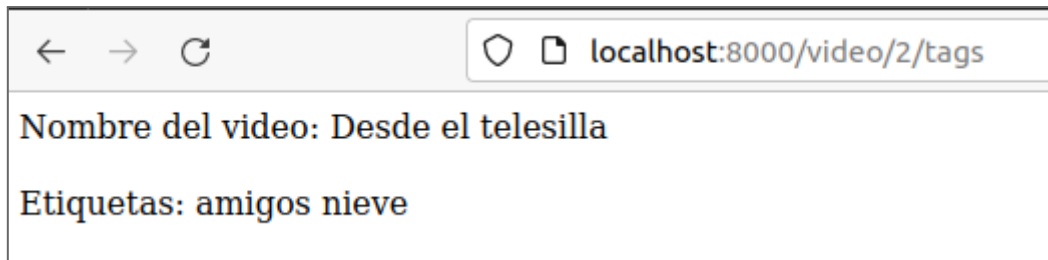 localhost:8000/video/2/tags
Nombre del video: Desde el telesilla
Etiquetas: amigos nieve